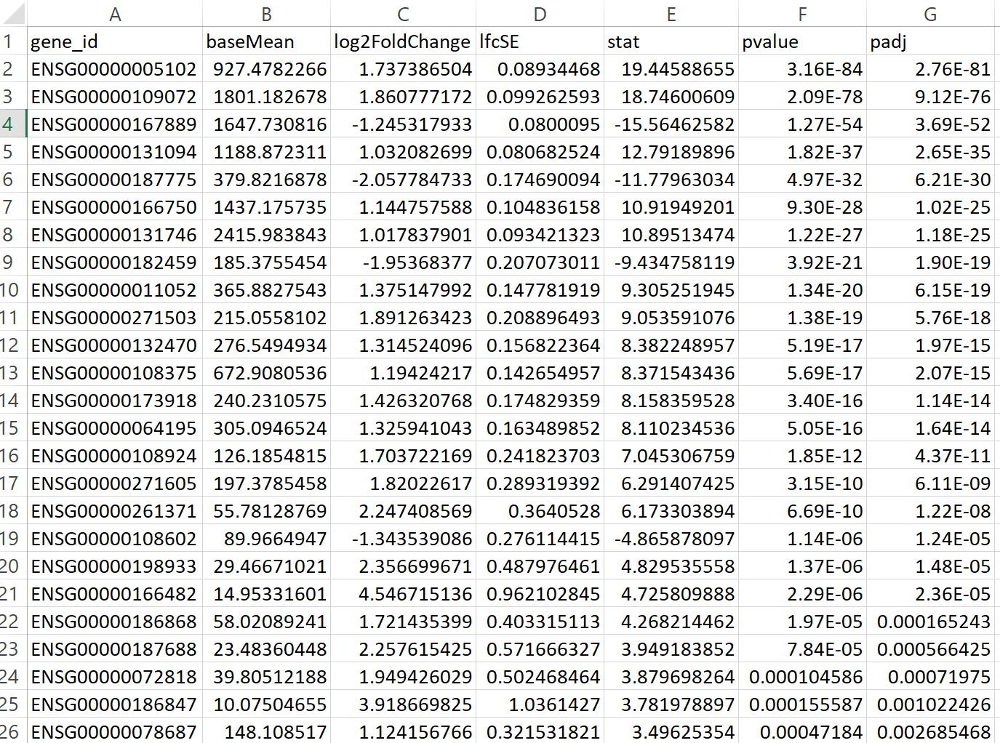 A B C D E F G
1 gene_id baseMean log2FoldChange lfcSE stat pvalue padj
2 ENSG00000005102 927.4782266 1.737386504 0.08934468 19.44588655 3.16E-84 2.76E-81
3 ENSG00000109072 1801.182678 1.860777172 0.099262593 18.74600609 2.09E-78 9.12E-76
4 ENSG00000167889 1647.730816 -1.245317933 0.0800095 -15.56462582 1.27E-54 3.69E-52
5 ENSG00000131094 1188.872311 1.032082699 0.080682524 12.79189896 1.82E-37 2.65E-35
6 ENSG00000187775 379.8216878 -2.057784733 0.174690094 -11.77963034 4.97E-32 6.21E-30
7 ENSG00000166750 1437.175735 1.144757588 0.104836158 10.91949201 9.30E-28 1.02E-25
8 ENSG00000131746 2415.983843 1.017837901 0.093421323 10.89513474 1.22E-27 1.18E-25
9 ENSG00000182459 185.3755454 -1.95368377 0.207073011 -9.434758119 3.92E-21 1.90E-19
10 ENSG00000011052 365.8827543 1.375147992 0.147781919 9.305251945 1.34E-20 6.15E-19
11 ENSG00000271503 215.0558102 1.891263423 0.208896493 9.053591076 1.38E-19 5.76E-18
12 ENSG00000132470 276.5494934 1.314524096 0.156822364 8.382248957 5.19E-17 1.97E-15
13 ENSG00000108375 672.9080536 1.19424217 0.142654957 8.371543436 5.69E-17 2.07E-15
14 ENSG00000173918 240.2310575 1.426320768 0.174829359 8.158359528 3.40E-16 1.14E-14
15 ENSG00000064195 305.0946524 1.325941043 0.163489852 8.110234536 5.05E-16 1.64E-14
16 ENSG00000108924 126.1854815 1.703722169 0.241823703 7.045306759 1.85E-12 4.37E-11
17 ENSG00000271605 197.3785458 1.82022617 0.289319392 6.291407425 3.15E-10 6.11E-09
18 ENSG00000261371 55.78128769 2.247408569 0.3640528 6.173303894 6.69E-10 1.22E-08
19 ENSG00000108602 89.9664947 -1.343539086 0.276114415 -4.865878097 1.14E-06 1.24E-05
20 ENSG00000198933 29.46671021 2.356699671 0.487976461 4.829535558 1.37E-06 1.48E-05
21 ENSG00000166482 14.95331601 4.546715136 0.962102845 4.725809888 2.29E-06 2.36E-05
22 ENSG00000186868 58.02089241 1.721435399 0.403315113 4.268214462 1.97E-05 0.000165243
23 ENSG00000187688 23.48360448 2.257615425 0.571666327 3.949183852 7.84E-05 0.000566425
24 ENSG00000072818 39.80512188 1.949426029 0.502468464 3.879698264 0.000104586 0.00071975
25 ENSG00000186847 10.07504655 3.918669825 1.0361427 3.781978897 0.000155587 0.001022426
26 ENSG00000078687 148.108517 1.124156766 0.321531821 3.49625354 0.00047184 0.002685468